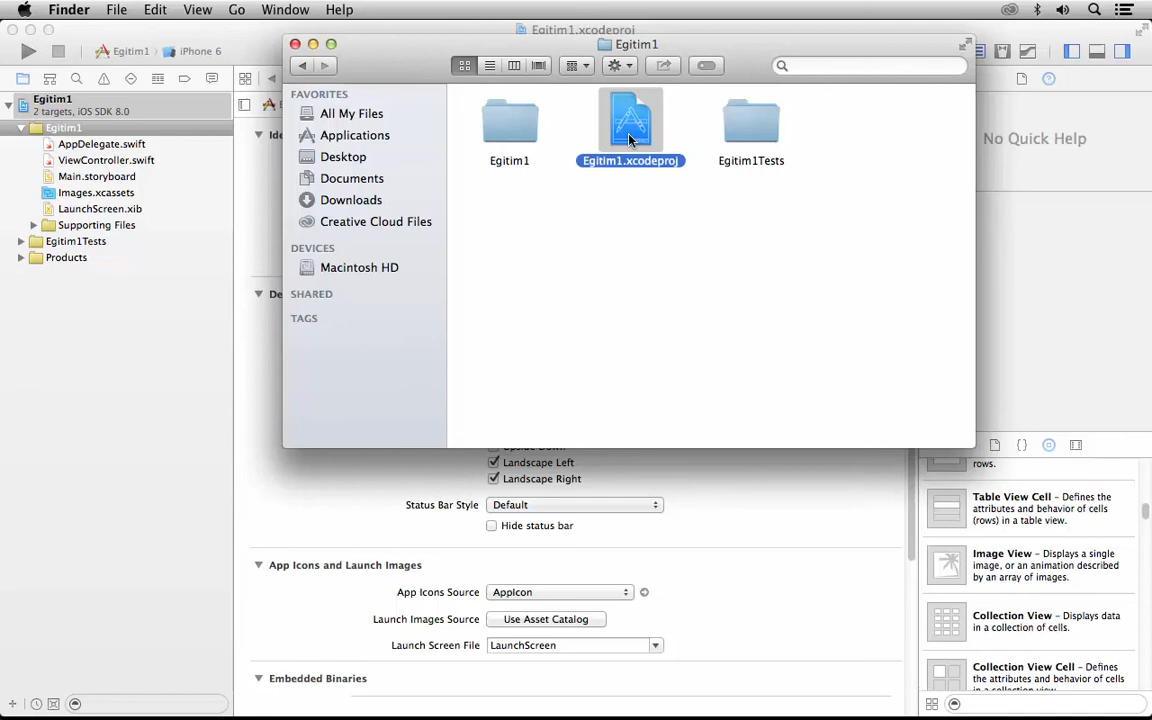 Finder File Edit View Go Window Help
Egitim1.xcodeproj
Egitim1
Egitim1 iPhone 6
Egitim1
2 targets, iOS SDK 8.0
Egitim1
AppDelegate.swift
ViewController.swift
Main.storyboard
Images.xcassets
LaunchScreen.xib
Supporting Files
Egitim1Tests
Products
FAVORITES
All My Files
Applications
Desktop
Documents
Downloads
Creative Cloud Files
DEVICES
Macintosh HD
SHARED
TAGS
Egitim1
Egitim1.xcodeproj
Egitim1Tests
No Quick Help
Landscape Left
Landscape Right
Status Bar Style Default
Hide status bar
App Icons and Launch Images
App Icons Source AppIcon
Launch Images Source Use Asset Catalog
Launch Screen File LaunchScreen
Embedded Binaries
rows.
Table View Cell - Defines the
attributes and behavior of cells
(rows) in a table view.
Image View - Displays a single
image, or an animation described
by an array of images.
Collection View - Displays data
in a collection of cells.
Collection View Cell - Defines
the attributes and behavior of
cells in a collection view.